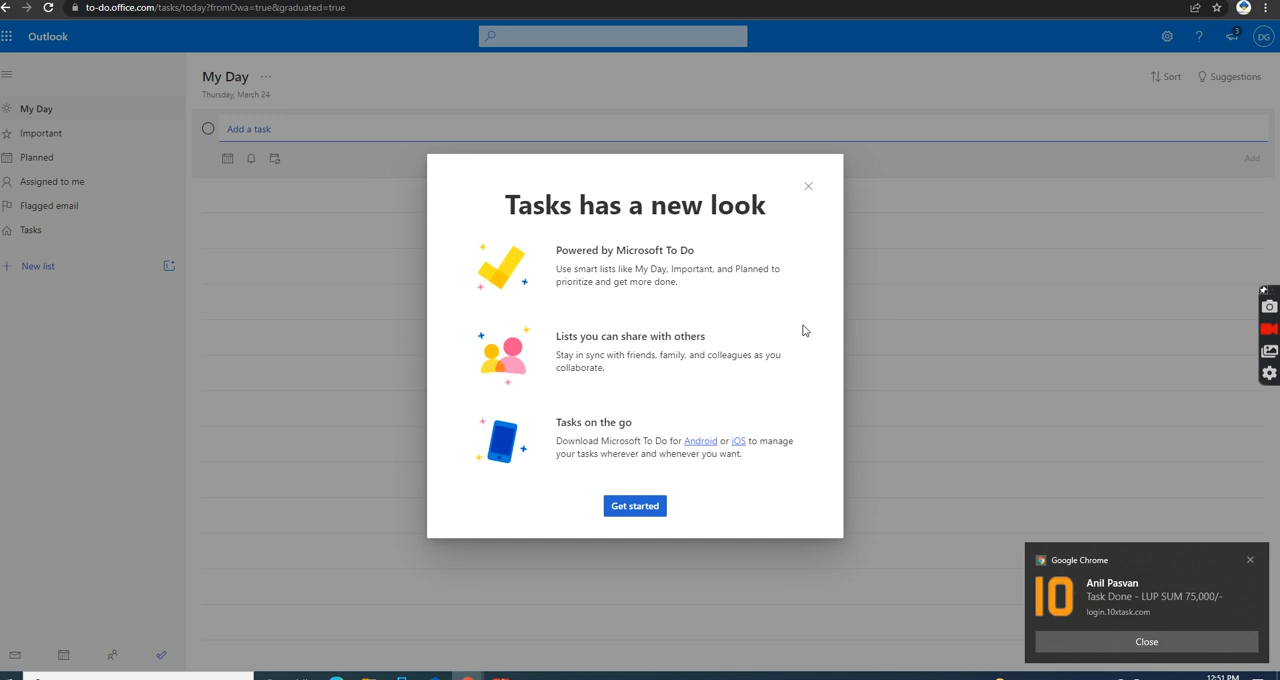 to-do.office.com/tasks/today?fromOwa=true&graduated=true
Outlook
3
DG
My Day ...
Thursday, March 24
Sort
Suggestions
My Day
Important
Planned
Assigned to me
Flagged email
Tasks
New list
Add a task
Add
Tasks has a new look
Powered by Microsoft To Do
Use smart lists like My Day, Important, and Planned to
prioritize and get more done.
Lists you can share with others
Stay in sync with friends, family, and colleagues as you
collaborate.
Tasks on the go
Download Microsoft To Do for Android or iOS to manage
your tasks wherever and whenever you want.
Get started
Google Chrome
10
Anil Pasvan
Task Done - LUP SUM 75,000/-
login.10xtask.com
Close
12:51 PM